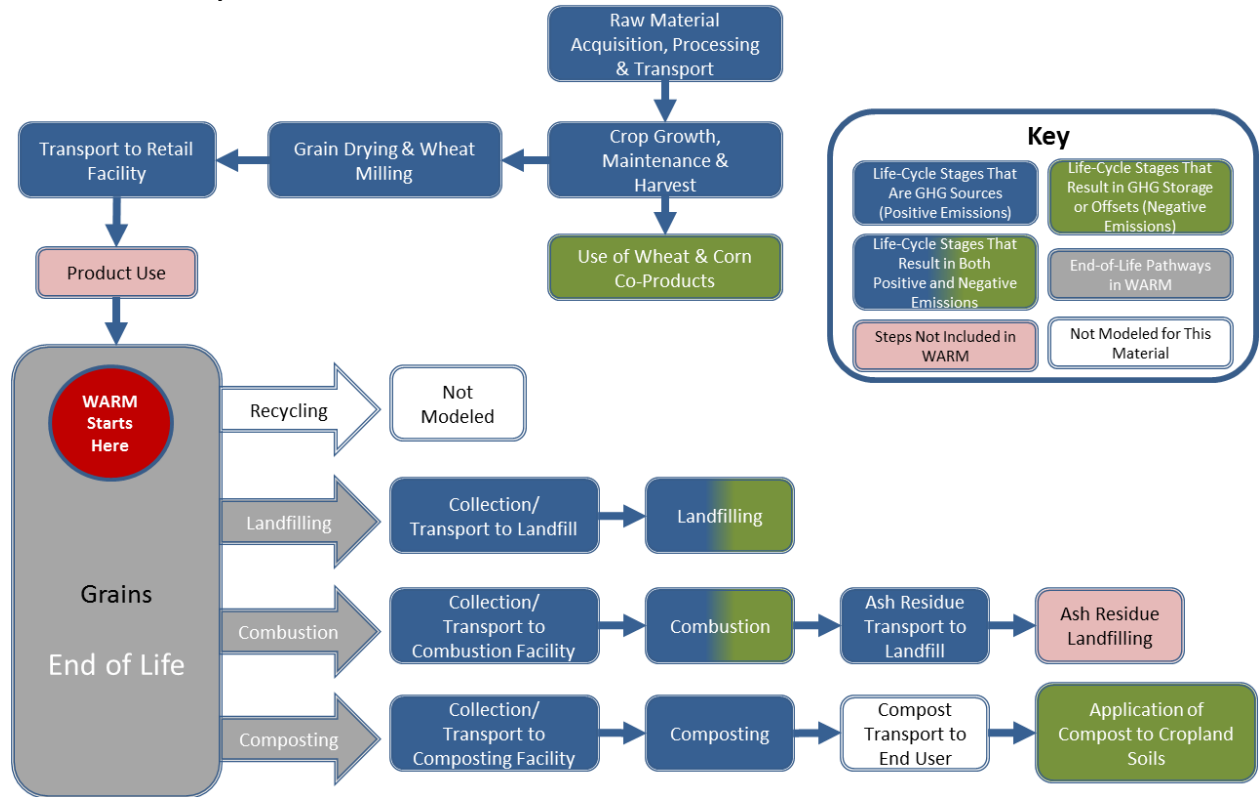 Raw Material
Acquisition, Processing
& Transport
Transport to Retail
Facility
Grain Drying & Wheat
Milling
Crop Growth,
Maintenance &
Harvest
Product Use
Use of Wheat & Corn
Co-Products
Key
Life-Cycle Stages That
Are GHG Sources
(Positive Emissions)
Life-Cycle Stages That
Result in GHG Storage
or Offsets (Negative
Emissions)
Life-Cycle Stages That
Result in Both
Positive and Negative
Emissions
End-of-Life Pathways
in WARM
Steps Not Included in
WARM
Not Modeled for This
Material
WARM
Starts
Here
Grains
End of Life
Recycling
Not
Modeled
Landfilling
Collection/
Transport to Landfill
Landfilling
Combustion
Collection/
Transport to
Combustion Facility
Combustion
Ash Residue
Transport to
Landfill
Ash Residue
Landfilling
Composting
Collection/
Transport to
Composting Facility
Composting
Compost
Transport to
End User
Application of
Compost to Cropland
Soils